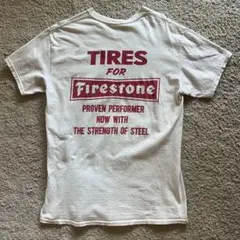 TIRES
FOR
Firestone
PROVEN PERFORMER
NOW WITH
THE STRENGTH OF STEEL